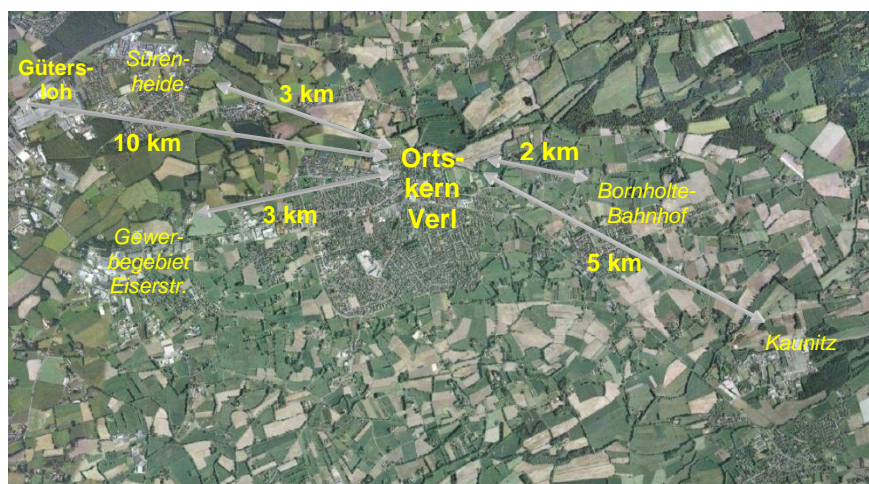 Güters-
loh
Süren-
heide
3 km
10 km
Orts-
kern
Verl
2 km
Bornholte-
Bahnhof
3 km
Gewer-
begebiet
Eiserstr.
5 km
Kaunitz